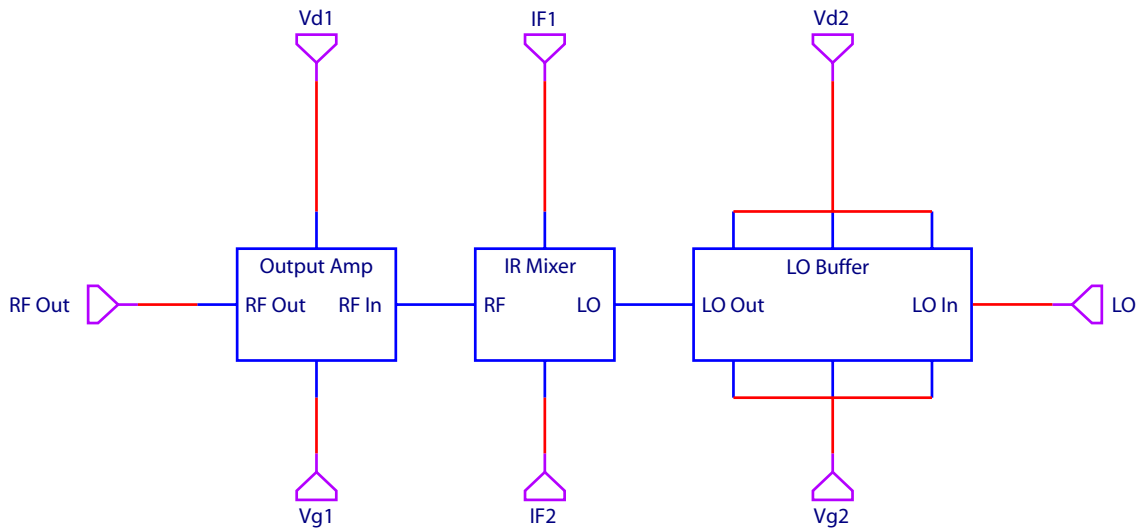 Vd1
IF1
Vd2
Output Amp
IR Mixer
LO Buffer
RF Out
RF Out
RF In
RF
LO
LO Out
LO In
LO
Vg1
IF2
Vg2